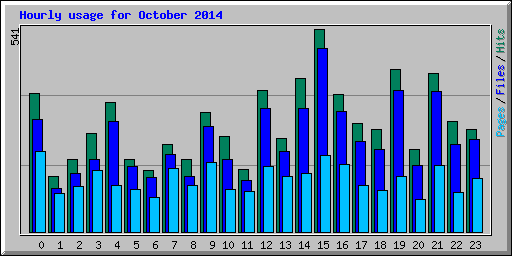 Hourly usage for October 2014
541
Pages / Files / Hits
0 1 2 3 4 5 6 7 8 9 10 11 12 13 14 15 16 17 18 19 20 21 22 23